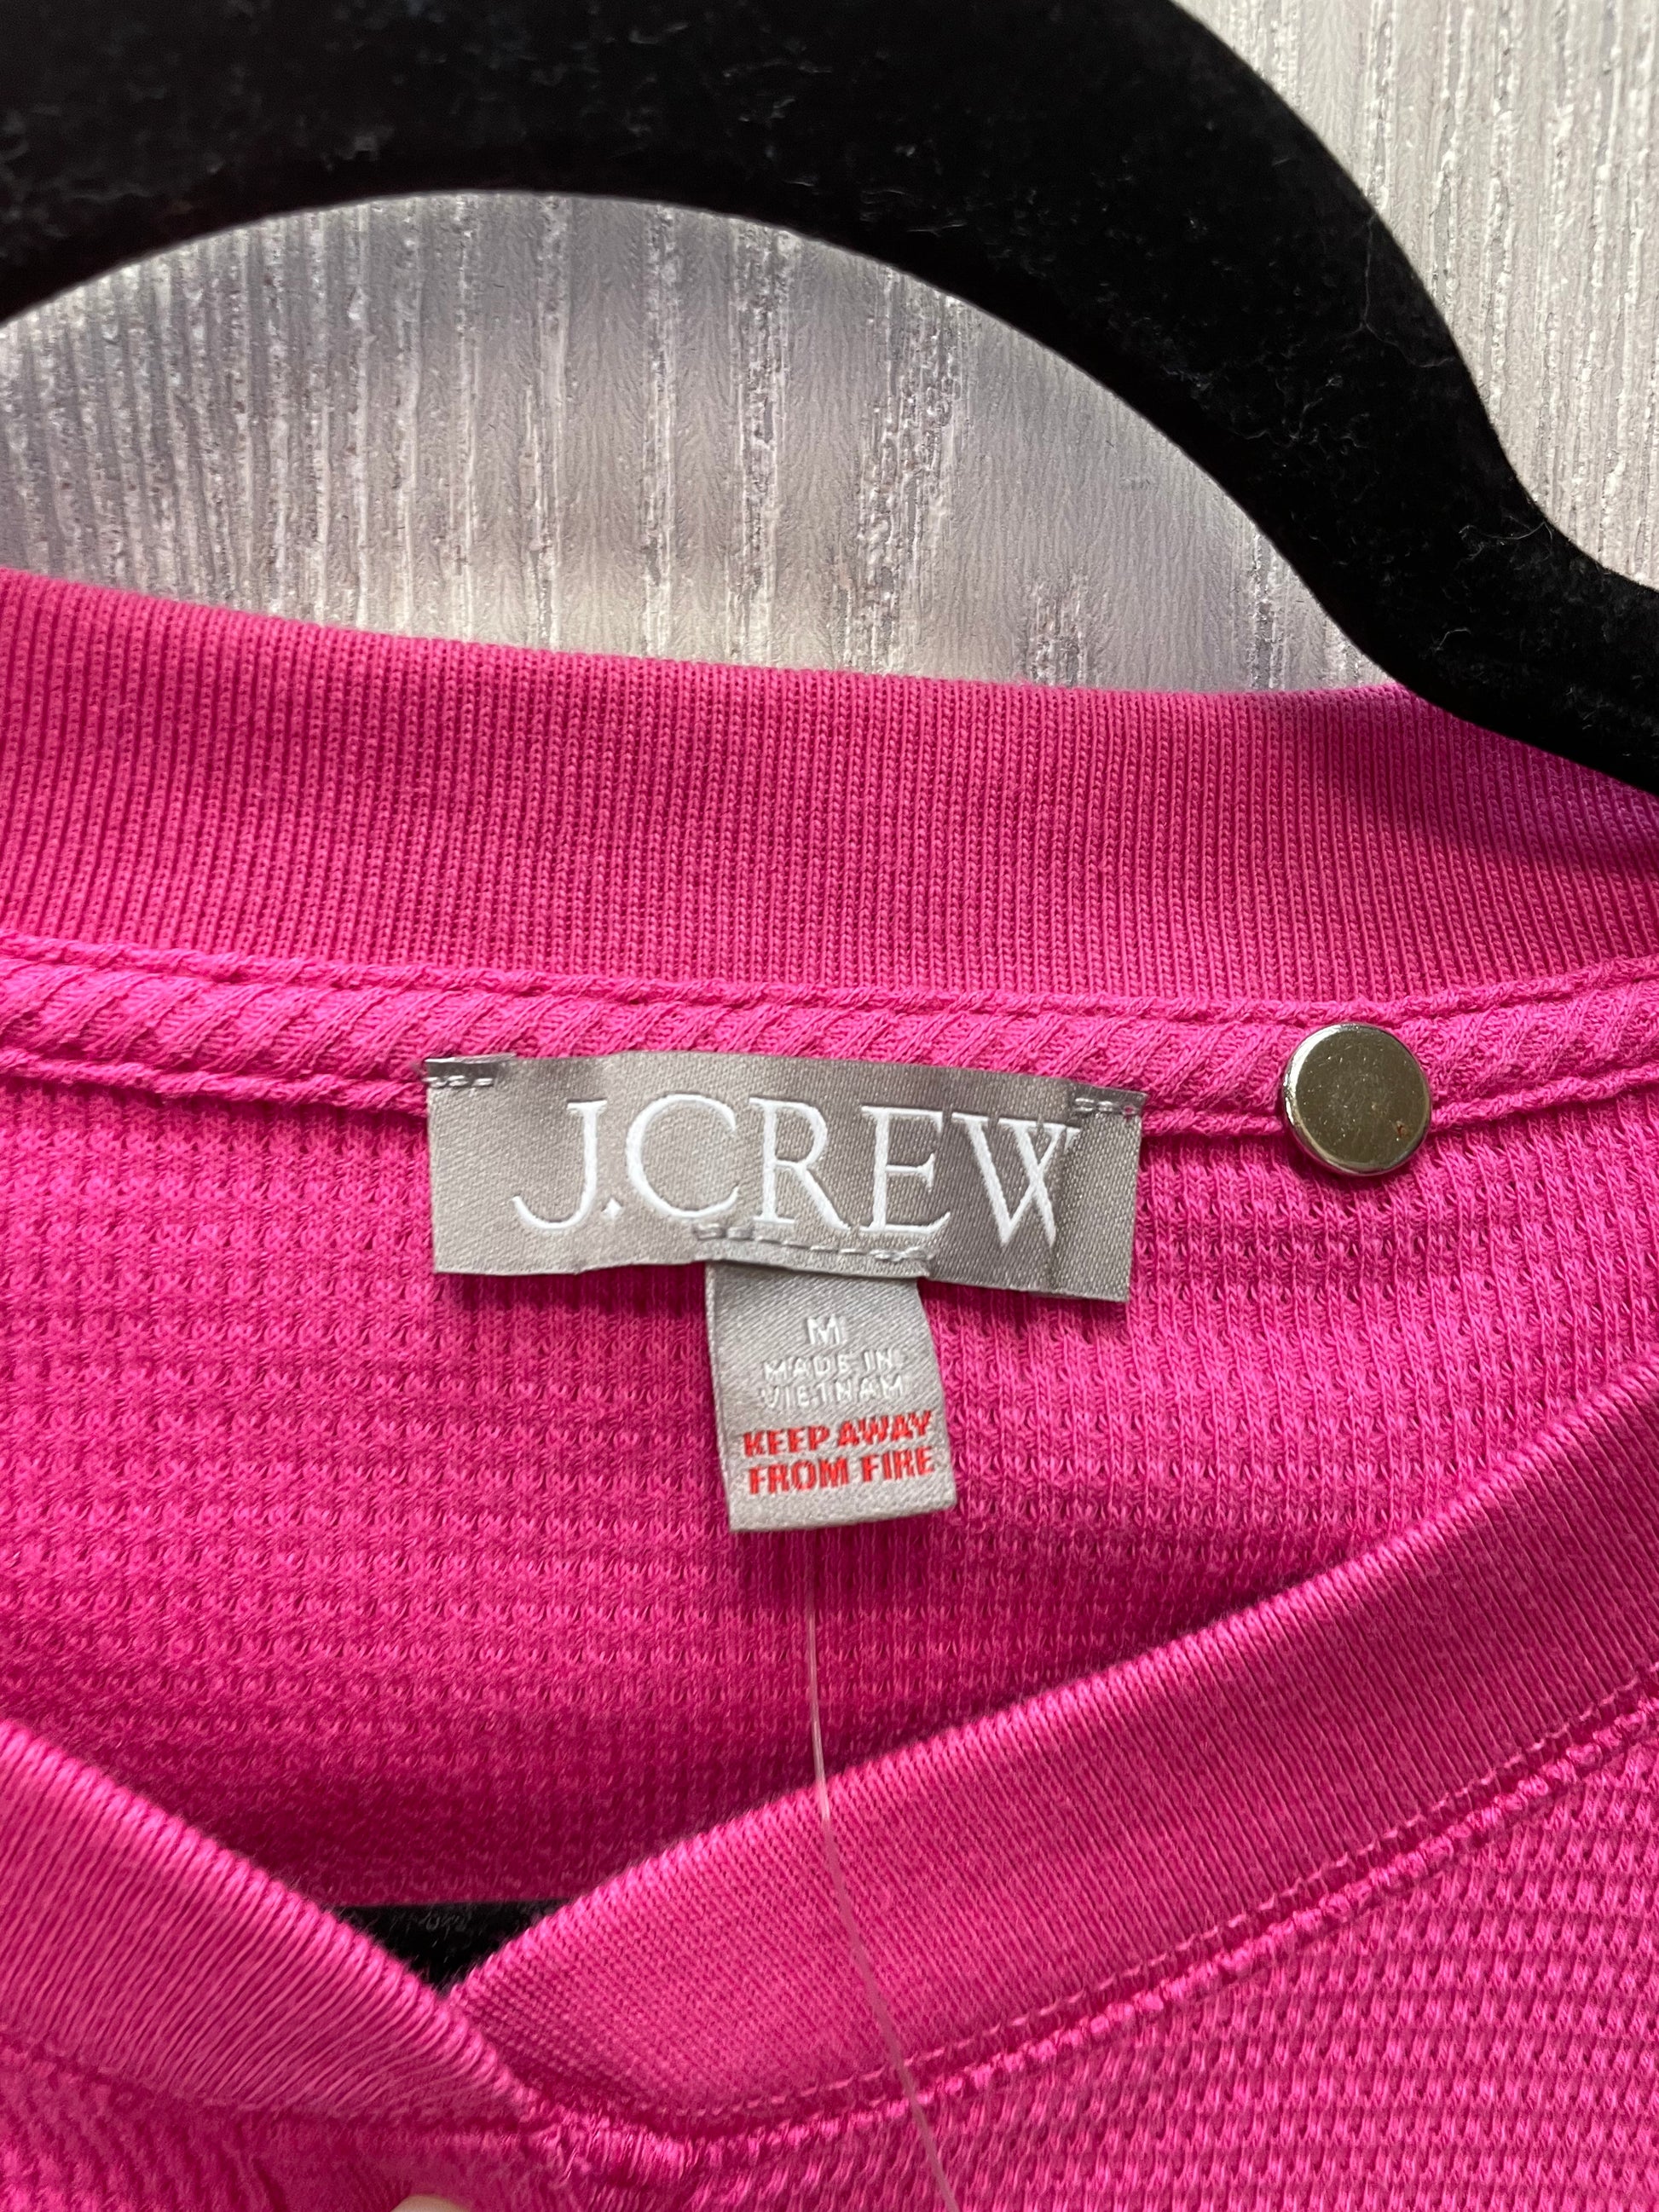 J.CREW
M
MADE IN
VIETNAM
KEEP AWAY
FROM FIRE